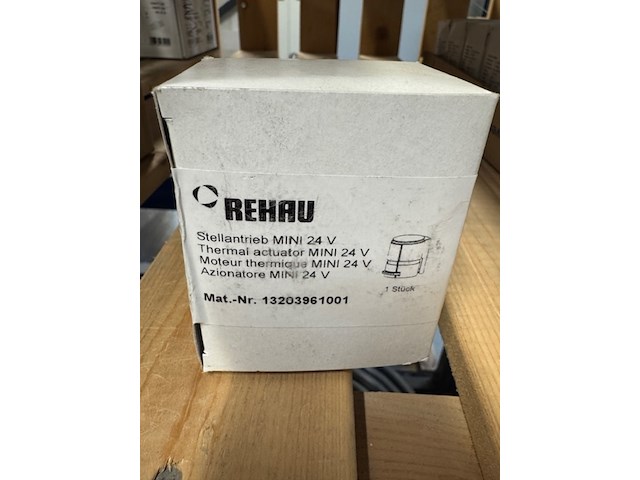 REHAU
Stellantrieb MINI 24 V
Thermal actuator MINI 24 V
Moteur thermique MINI 24 V
Azionatore MINI 24 V
1 Stück
Mat.-Nr. 13203961001